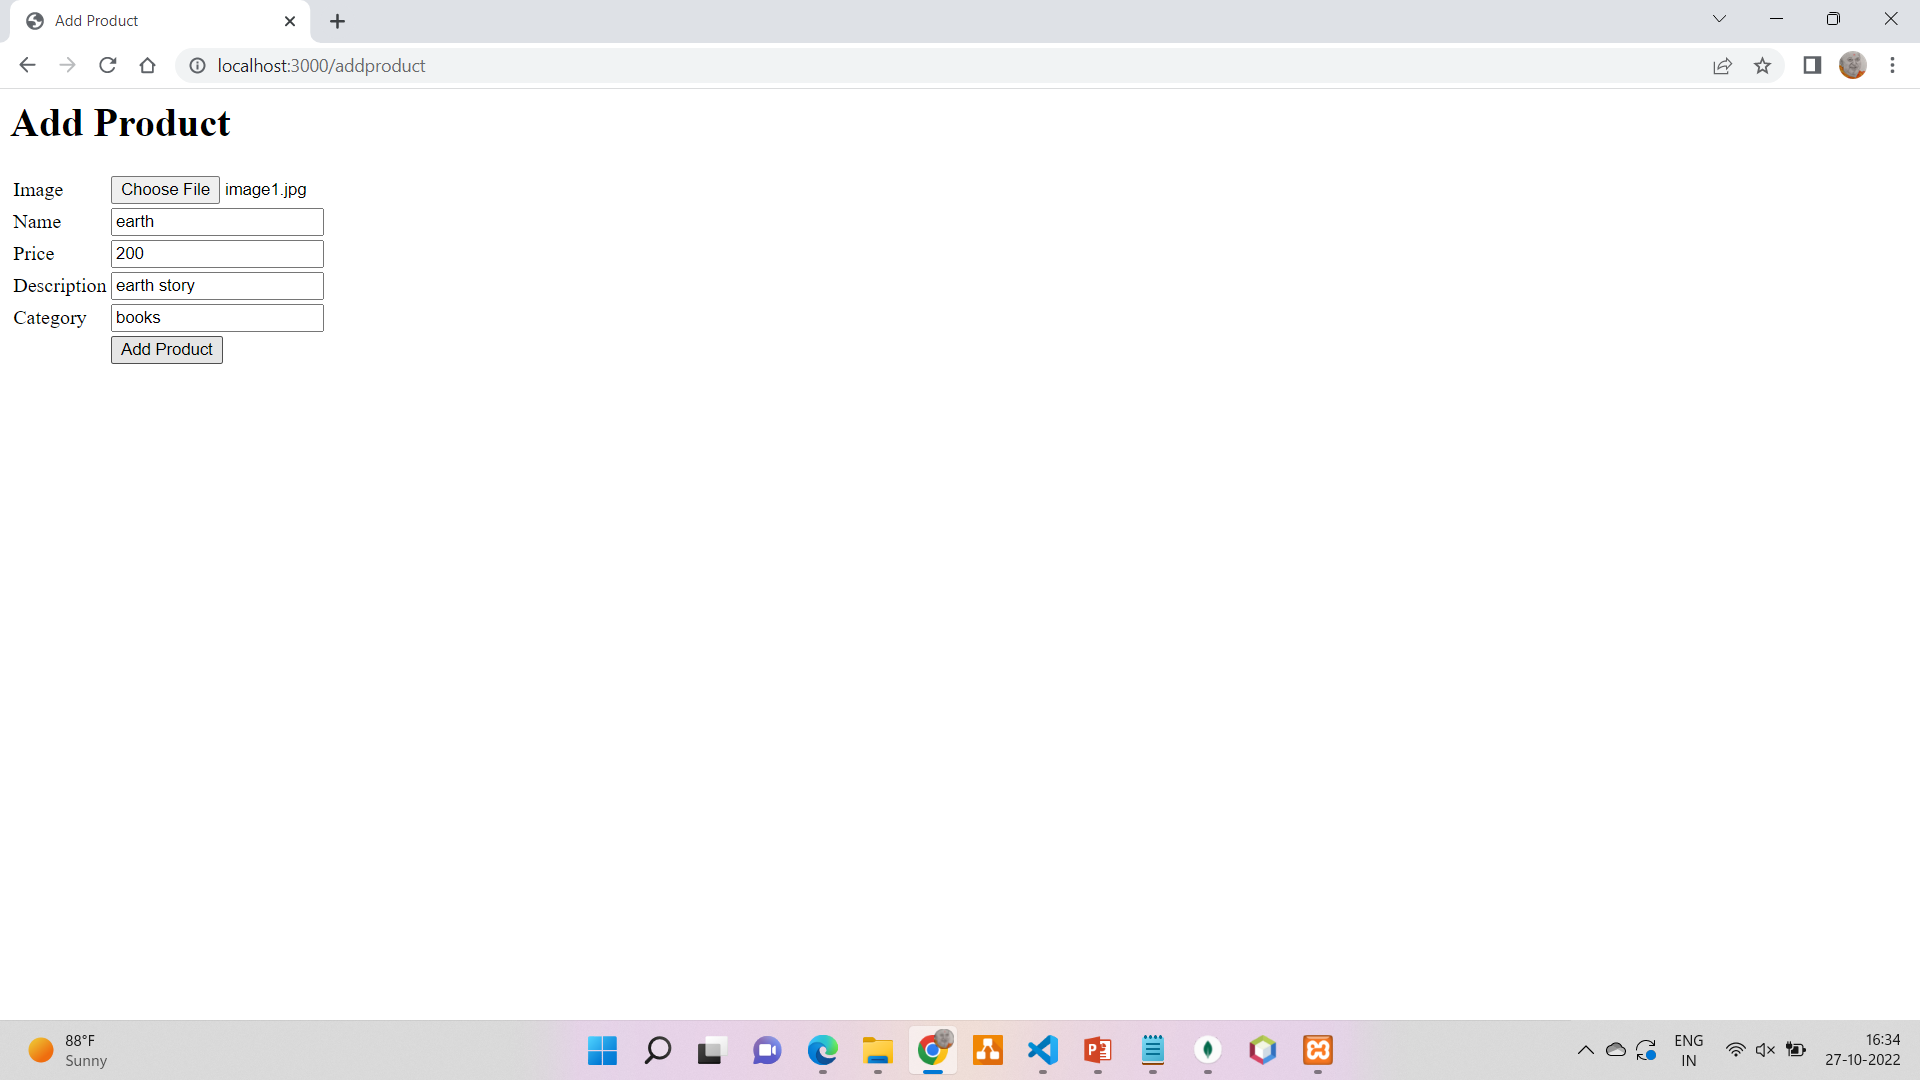 Add Product
localhost:3000/addproduct
Add Product
Image Choose File image1.jpg
Name earth
Price 200
Description earth story
Category books
Add Product
88°F
Sunny
ENG
IN
16:34
27-10-2022